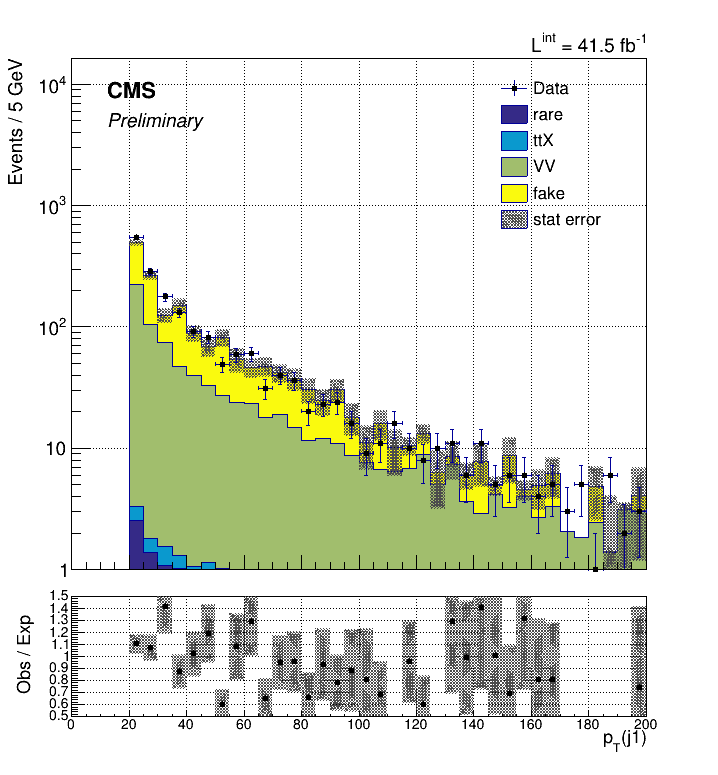 L^int = 41.5 fb^-1
Events / 5 GeV
CMS
Preliminary
Data
rare
ttX
VV
fake
stat error
10^4
10^3
10^2
10
1
Obs / Exp
1.5
1.4
1.3
1.2
1.1
1
0.9
0.8
0.7
0.6
0.5
0 20 40 60 80 100 120 140 160 180 200
p_T(j1)